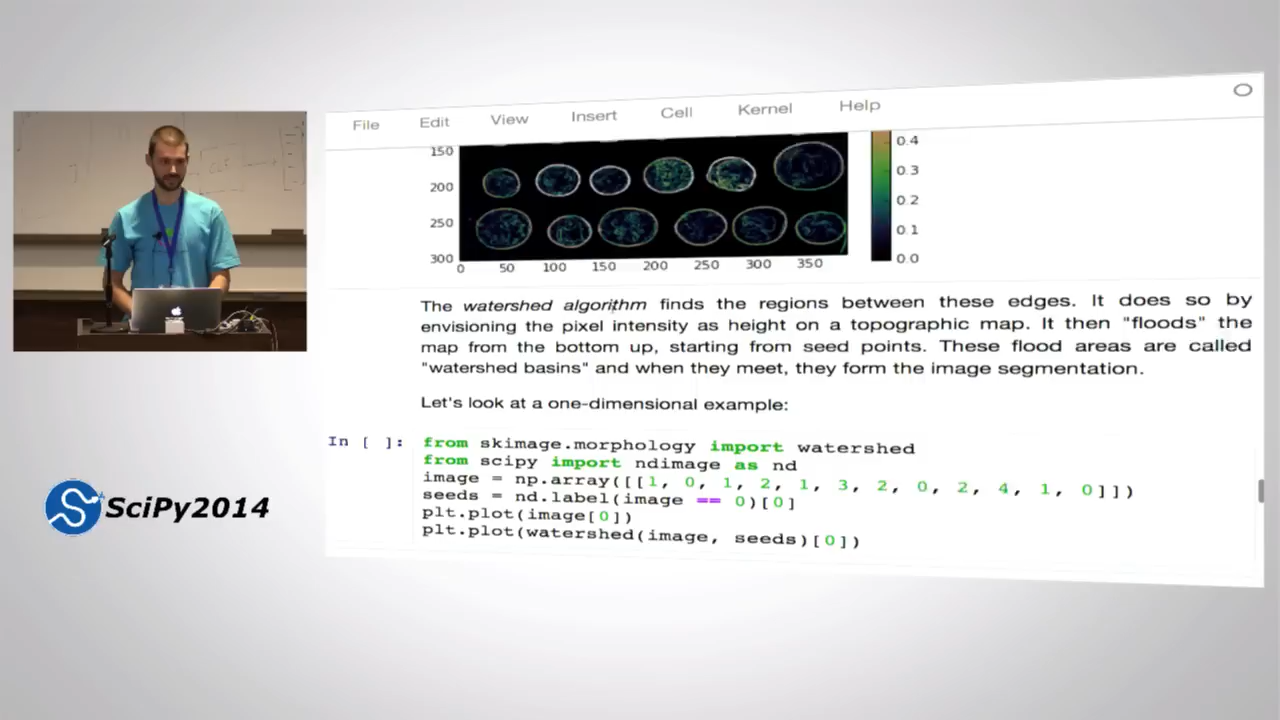 File Edit View Insert Cell Kernel Help
150
200
250
300
0 50 100 150 200 250 300 350
0.4
0.3
0.2
0.1
0.0
The watershed algorithm finds the regions between these edges. It does so by
envisioning the pixel intensity as height on a topographic map. It then "floods" the
map from the bottom up, starting from seed points. These flood areas are called
"watershed basins" and when they meet, they form the image segmentation.
Let's look at a one-dimensional example:
In [ ]: from skimage.morphology import watershed
from scipy import ndimage as nd
image = np.array([[1, 0, 1, 2, 1, 3, 2, 0, 2, 4, 1, 0]])
seeds = nd.label(image == 0)[0]
plt.plot(image[0])
plt.plot(watershed(image, seeds)[0])
SciPy2014